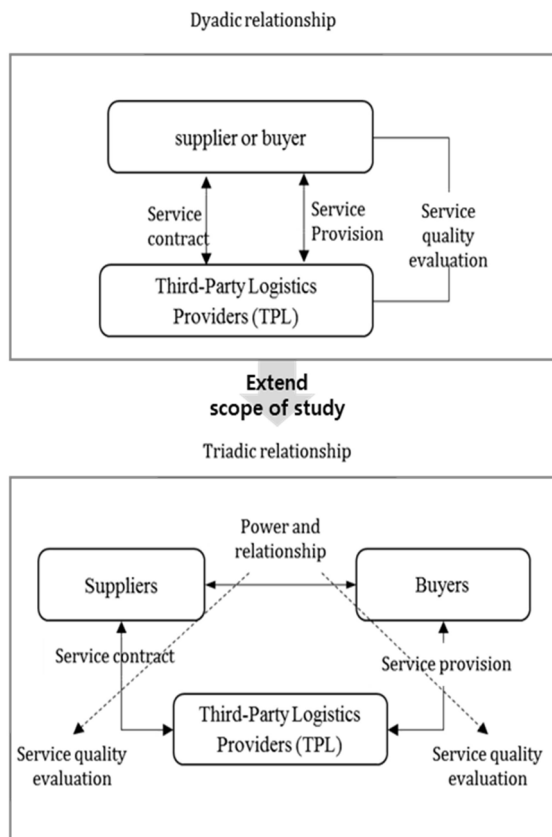 Dyadic relationship
supplier or buyer
Service
contract
Service
Provision
Service
quality
evaluation
Third-Party Logistics
Providers (TPL)
Extend
scope of study
Triadic relationship
Power and
relationship
Suppliers
Buyers
Service contract
Service provision
Third-Party Logistics
Providers (TPL)
Service quality
evaluation
Service quality
evaluation